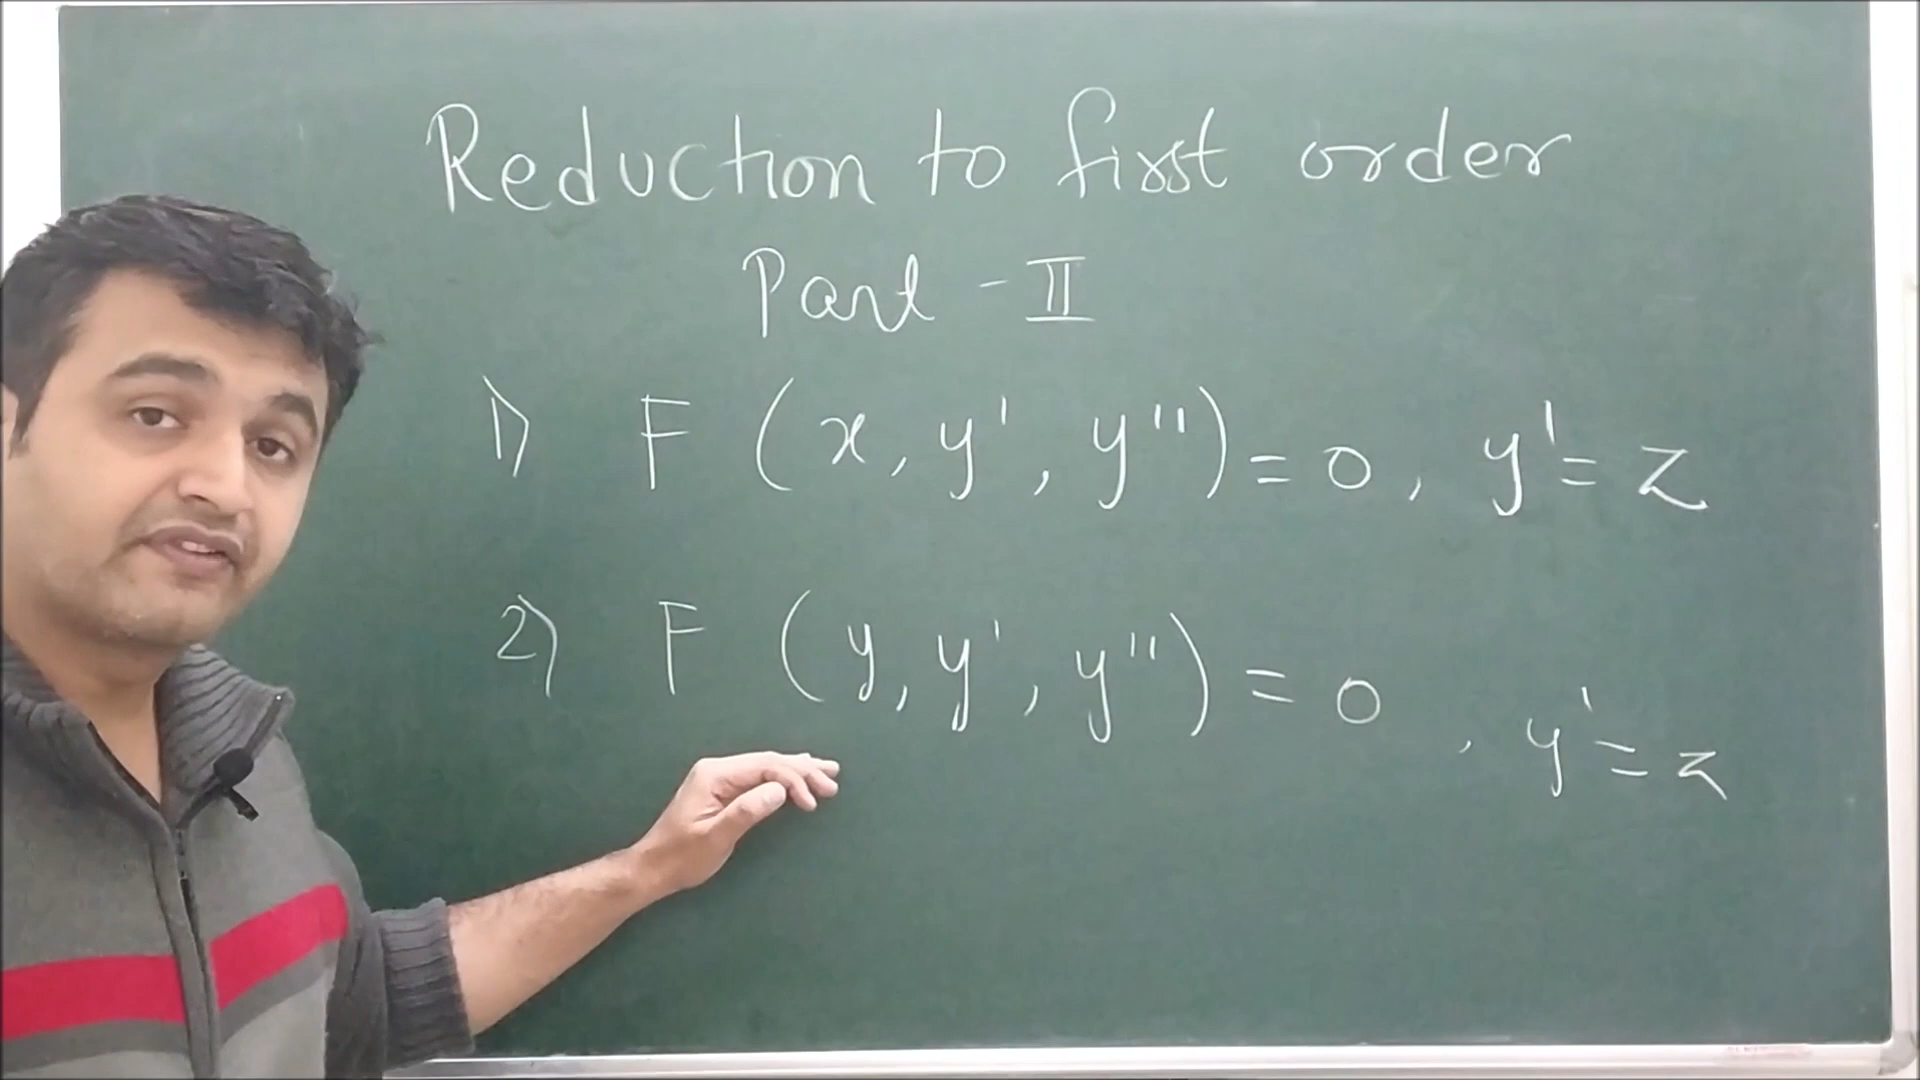 Reduction to first order
Part - II
1) F (x, y', y'') = 0, y' = z
2) F (y, y', y'') = 0, y' = z